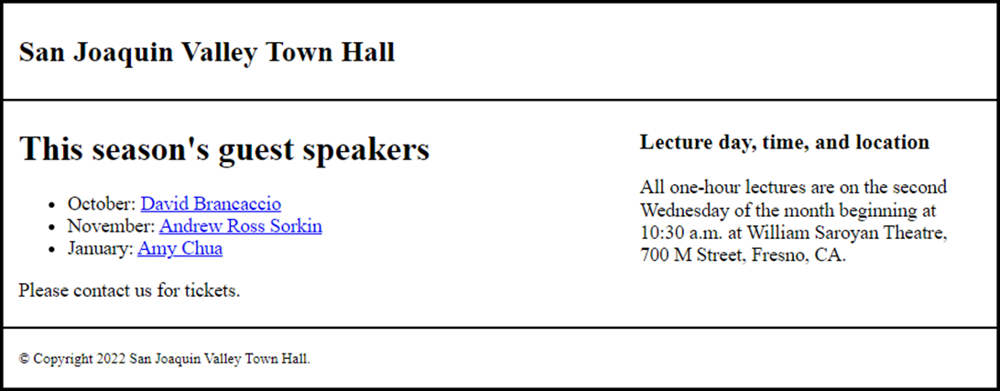 San Joaquin Valley Town Hall
This season's guest speakers
• October: David Brancaccio
• November: Andrew Ross Sorkin
• January: Amy Chua
Please contact us for tickets.
Lecture day, time, and location
All one-hour lectures are on the second
Wednesday of the month beginning at
10:30 a.m. at William Saroyan Theatre,
700 M Street, Fresno, CA.
© Copyright 2022 San Joaquin Valley Town Hall.